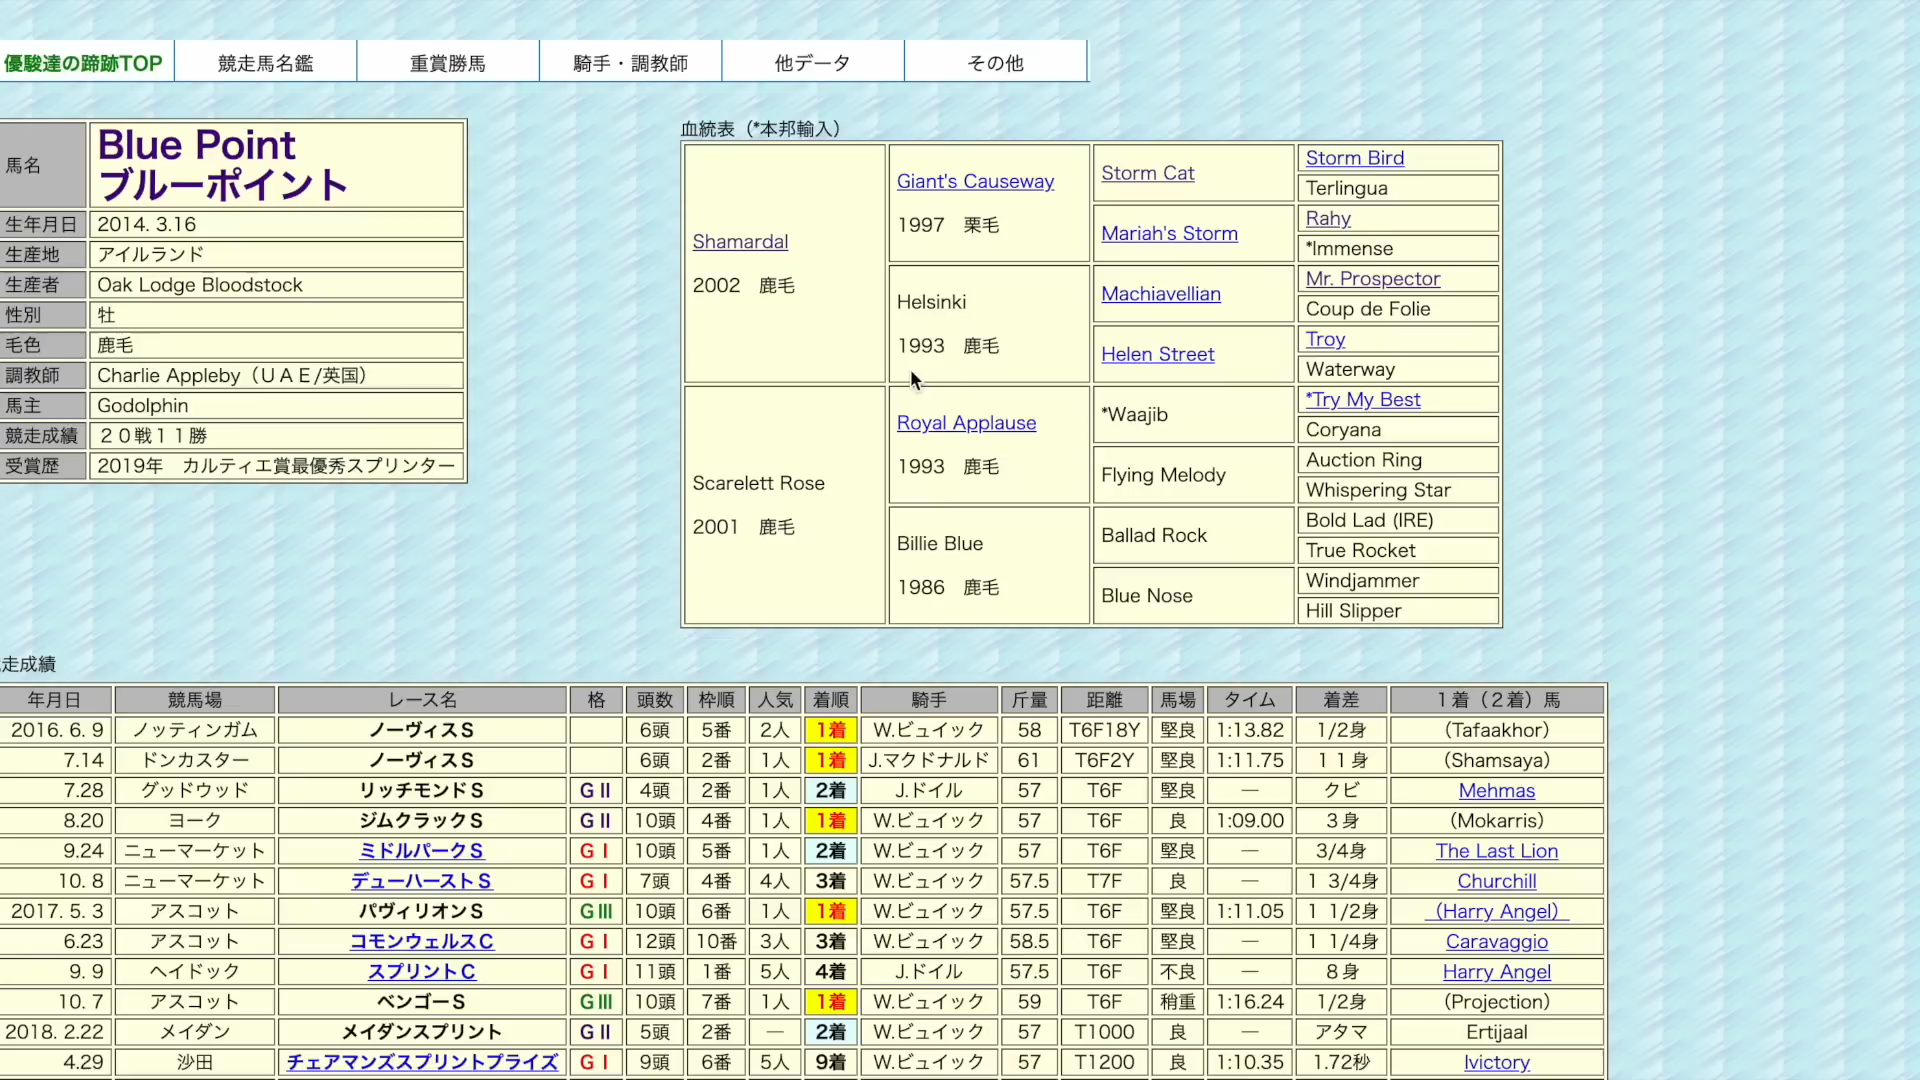 優駿達の蹄跡TOP 競走馬名鑑 重賞勝馬 騎手・調教師 他データ その他
馬名 Blue Point
ブルーポイント
生年月日 2014. 3.16
生産地 アイルランド
生産者 Oak Lodge Bloodstock
性別 牡
毛色 鹿毛
調教師 Charlie Appleby（ＵＡＥ/英国）
馬主 Godolphin
競走成績 ２０戦１１勝
受賞歴 2019年　カルティエ賞最優秀スプリンター
血統表（*本邦輸入）
Shamardal
2002　鹿毛
Giant's Causeway
1997　栗毛
Storm Cat
Storm Bird
Terlingua
Mariah's Storm
Rahy
*Immense
Helsinki
1993　鹿毛
Machiavellian
Mr. Prospector
Coup de Folie
Helen Street
Troy
Waterway
Scarelett Rose
2001　鹿毛
Royal Applause
1993　鹿毛
*Waajib
*Try My Best
Coryana
Flying Melody
Auction Ring
Whispering Star
Billie Blue
1986　鹿毛
Ballad Rock
Bold Lad (IRE)
True Rocket
Blue Nose
Windjammer
Hill Slipper
走成績
年月日 競馬場 レース名 格 頭数 枠順 人気 着順 騎手 斤量 距離 馬場 タイム 着差 １着（２着）馬
2016. 6. 9 ノッティンガム ノーヴィスＳ 6頭 5番 2人 1着 W.ビュイック 58 T6F18Y 堅良 1:13.82 1/2身 （Tafaakhor）
7.14 ドンカスター ノーヴィスＳ 6頭 2番 1人 1着 J.マクドナルド 61 T6F2Y 堅良 1:11.75 １１身 （Shamsaya）
7.28 グッドウッド リッチモンドＳ GⅡ 4頭 2番 1人 2着 J.ドイル 57 T6F 堅良 ― クビ Mehmas
8.20 ヨーク ジムクラックＳ GⅡ 10頭 4番 1人 1着 W.ビュイック 57 T6F 良 1:09.00 ３身 （Mokarris）
9.24 ニューマーケット ミドルパークＳ GⅠ 10頭 5番 1人 2着 W.ビュイック 57 T6F 堅良 ― 3/4身 The Last Lion
10. 8 ニューマーケット デューハーストＳ GⅠ 7頭 4番 4人 3着 W.ビュイック 57.5 T7F 良 ― １ 3/4身 Churchill
2017. 5. 3 アスコット パヴィリオンＳ GⅢ 10頭 6番 1人 1着 W.ビュイック 57.5 T6F 堅良 1:11.05 １ 1/2身 （Harry Angel）
6.23 アスコット コモンウェルスＣ GⅠ 12頭 10番 3人 3着 W.ビュイック 58.5 T6F 堅良 ― １ 1/4身 Caravaggio
9. 9 ヘイドック スプリントＣ GⅠ 11頭 1番 5人 4着 J.ドイル 57.5 T6F 不良 ― ８身 Harry Angel
10. 7 アスコット ベンゴーＳ GⅢ 10頭 7番 1人 1着 W.ビュイック 59 T6F 稍重 1:16.24 1/2身 （Projection）
2018. 2.22 メイダン メイダンスプリント GⅡ 5頭 2番 ― 2着 W.ビュイック 57 T1000 良 ― アタマ Ertijaal
4.29 沙田 チェアマンズスプリントプライズ GⅠ 9頭 6番 5人 9着 W.ビュイック 57 T1200 良 1:10.35 1.72秒 Ivictory